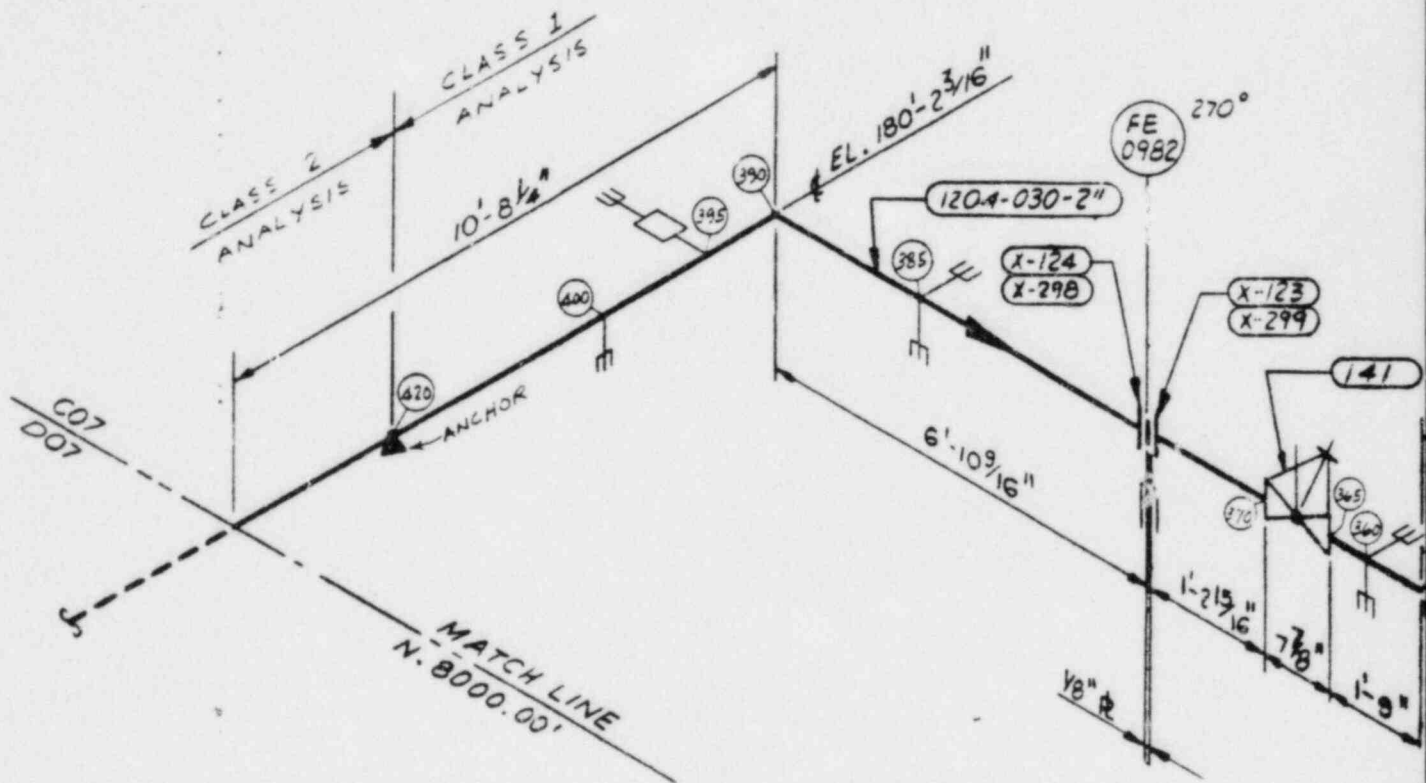 CLASS 1
ANALYSIS
CLASS 2
ANALYSIS
10'-8 1/4"
EL. 180'-2 3/16"
FE
0982
270°
390
395
1204-030-2"
385
X-124
X-298
X-123
X-299
400
141
420
ANCHOR
C07
D07
6'-10 9/16"
370
365
360
1'-2 15/16"
7 7/8"
1'-9"
MATCH LINE
N. 8000.00'
1/8" PL